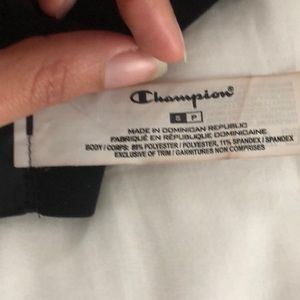 Champion
S P
MADE IN DOMINICAN REPUBLIC
FABRIQUÉ EN RÉPUBLIQUE DOMINICAINE
BODY / CORPS: 89% POLYESTER / POLYESTER, 11% SPANDEX / SPANDEX
EXCLUSIVE OF TRIM / GARNITURES NON COMPRISES